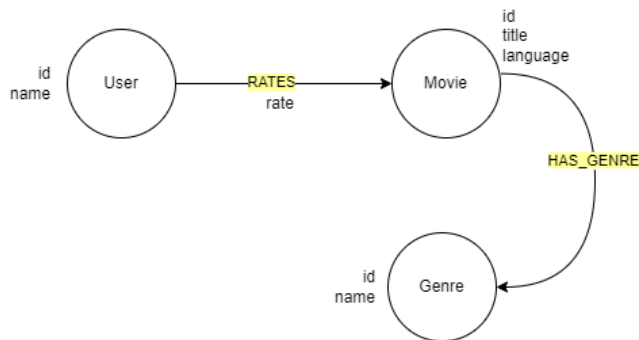 id
name
User
RATES
rate
Movie
id
title
language
HAS_GENRE
id
name
Genre